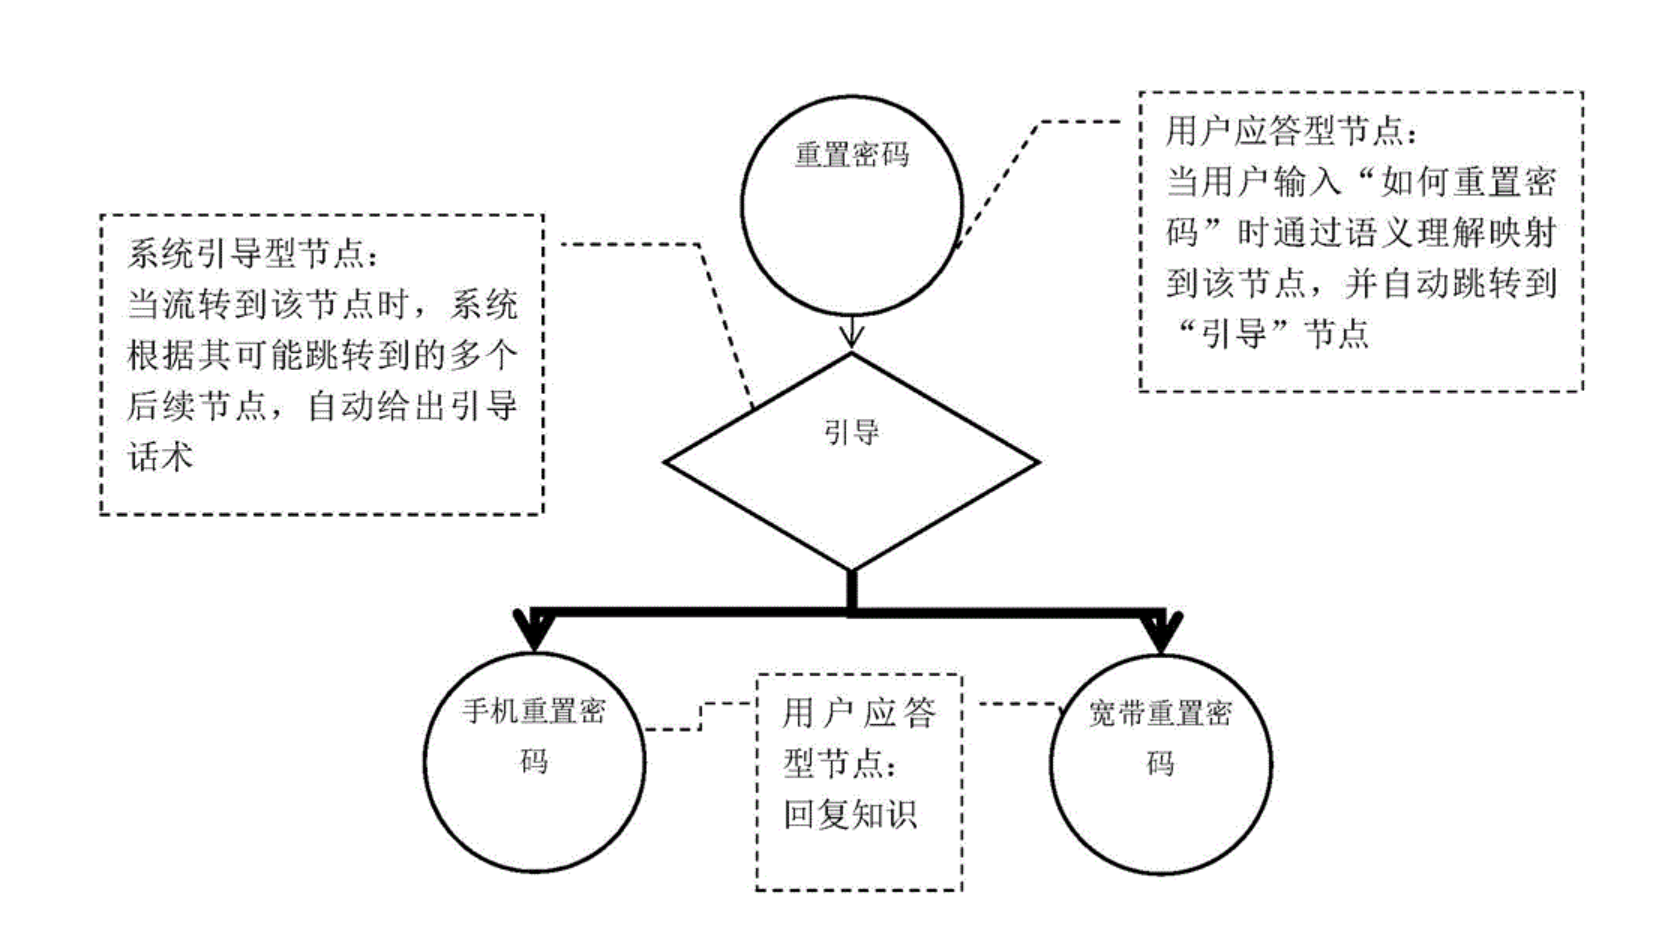 重置密码
用户应答型节点：
当用户输入“如何重置密
码”时通过语义理解映射
到该节点，并自动跳转到
“引导”节点
系统引导型节点：
当流转到该节点时，系统
根据其可能跳转到的多个
后续节点，自动给出引导
话术
引导
手机重置密
码
用户应答
型节点：
回复知识
宽带重置密
码